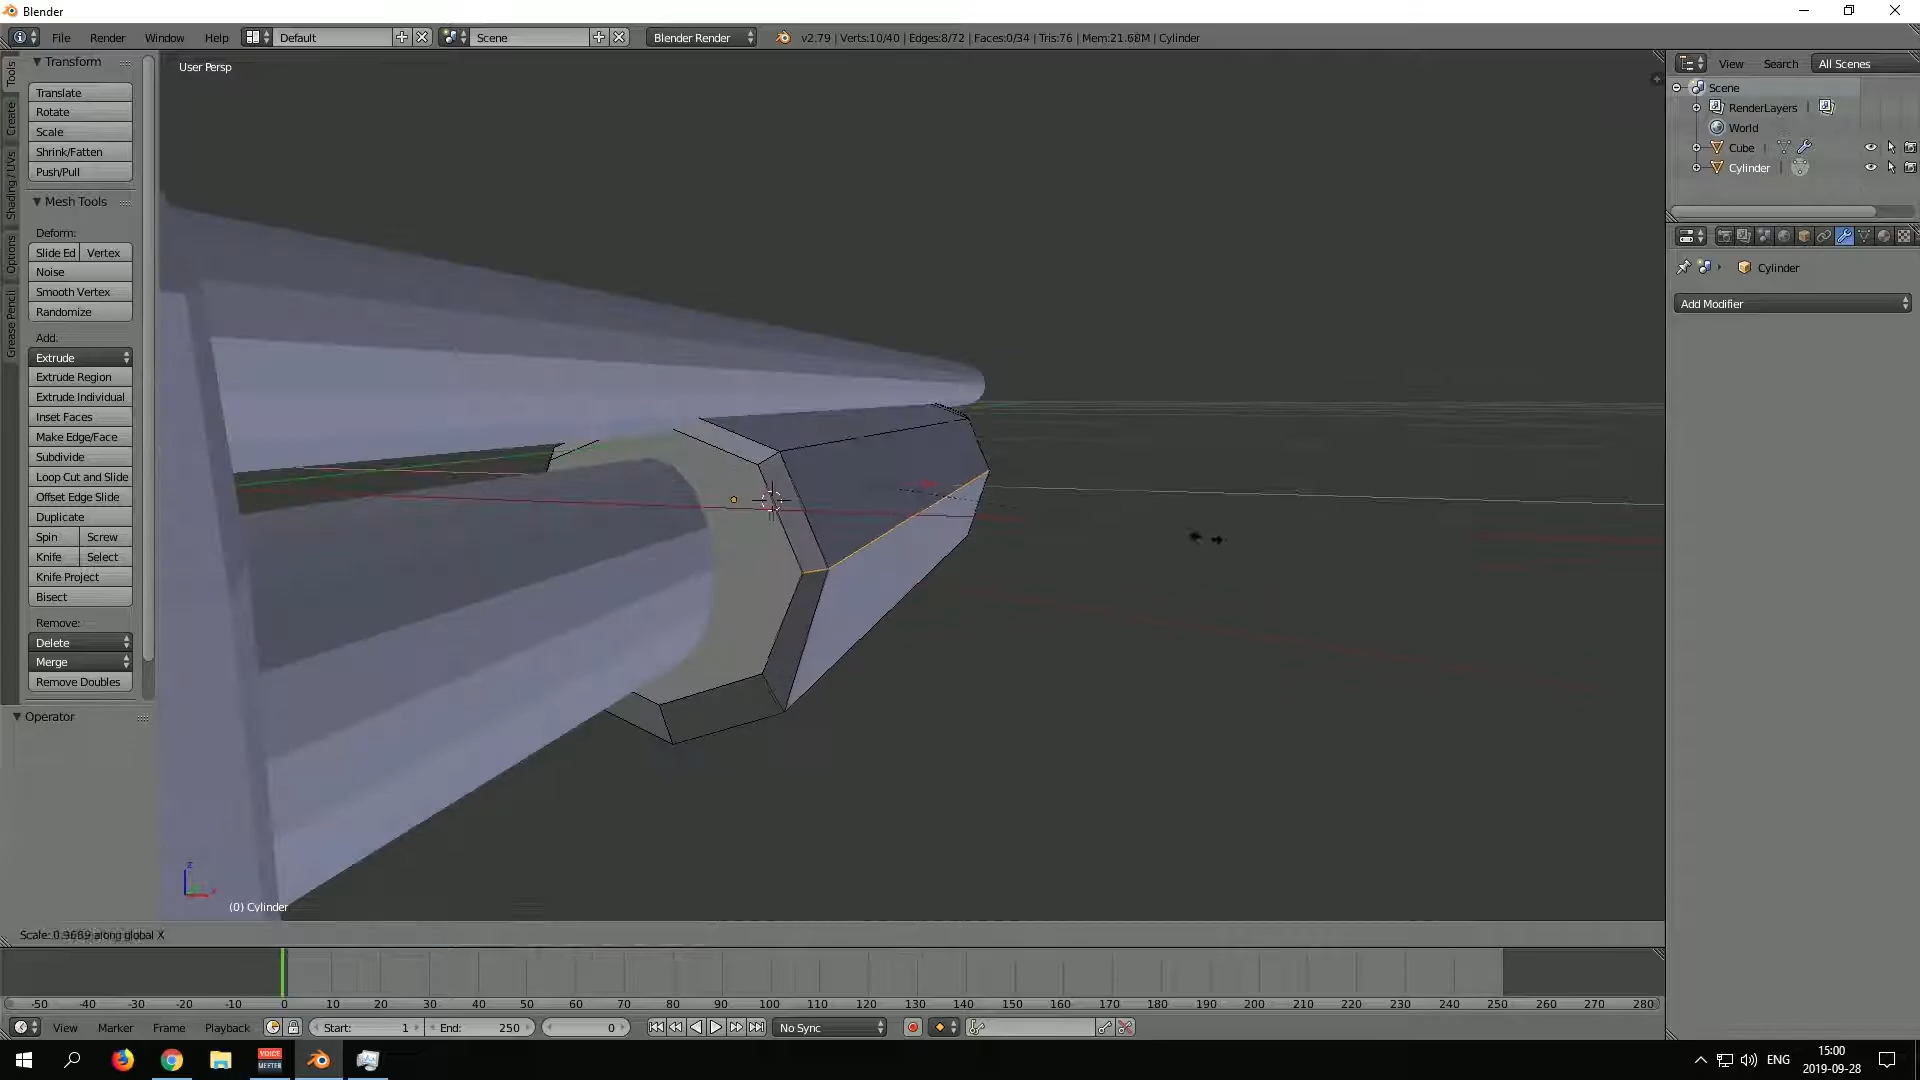 Blender
File Render Window Help Default Scene Blender Render v2.79 | Verts:10/40 | Edges:8/72 | Faces:0/34 | Tris:76 | Mem:21.68M | Cylinder
Tools
Create
Shading / UVs
Options
Grease Pencil
Transform
Translate
Rotate
Scale
Shrink/Fatten
Push/Pull
Mesh Tools
Deform:
Slide Ed Vertex
Noise
Smooth Vertex
Randomize
Add:
Extrude
Extrude Region
Extrude Individual
Inset Faces
Make Edge/Face
Subdivide
Loop Cut and Slide
Offset Edge Slide
Duplicate
Spin Screw
Knife Select
Knife Project
Bisect
Remove:
Delete
Merge
Remove Doubles
Operator
User Persp
z
x
(0) Cylinder
View Search All Scenes
Scene
RenderLayers
World
Cube
Cylinder
Cylinder
Add Modifier
along global X
-50 -40 -30 -20 -10 0 10 20 30 40 50 60 70 80 90 100 110 120 130 140 150 160 170 180 190 200 210 220 230 240 250 260 270 280
View Marker Frame Playback Start: 1 End: 250 0 No Sync
VOICE
MEETER
ENG
15:00
2019-09-28